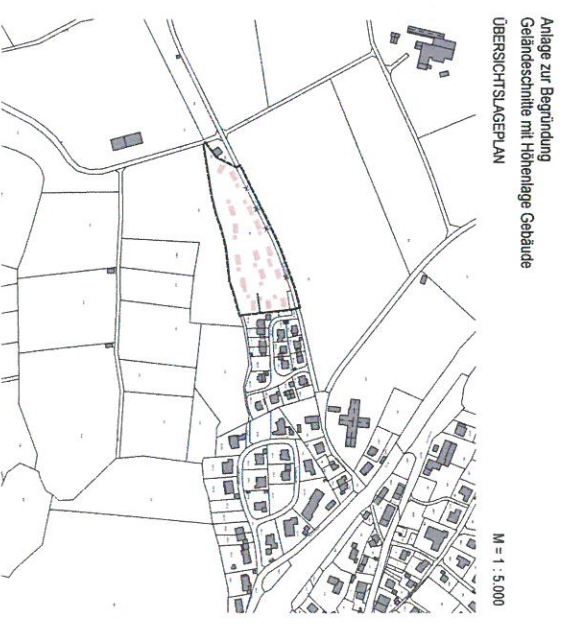 Anlage zur Begründung
Geländeschnitte mit Höhenlage Gebäude
ÜBERSICHTSLAGEPLAN
M = 1 : 5.000